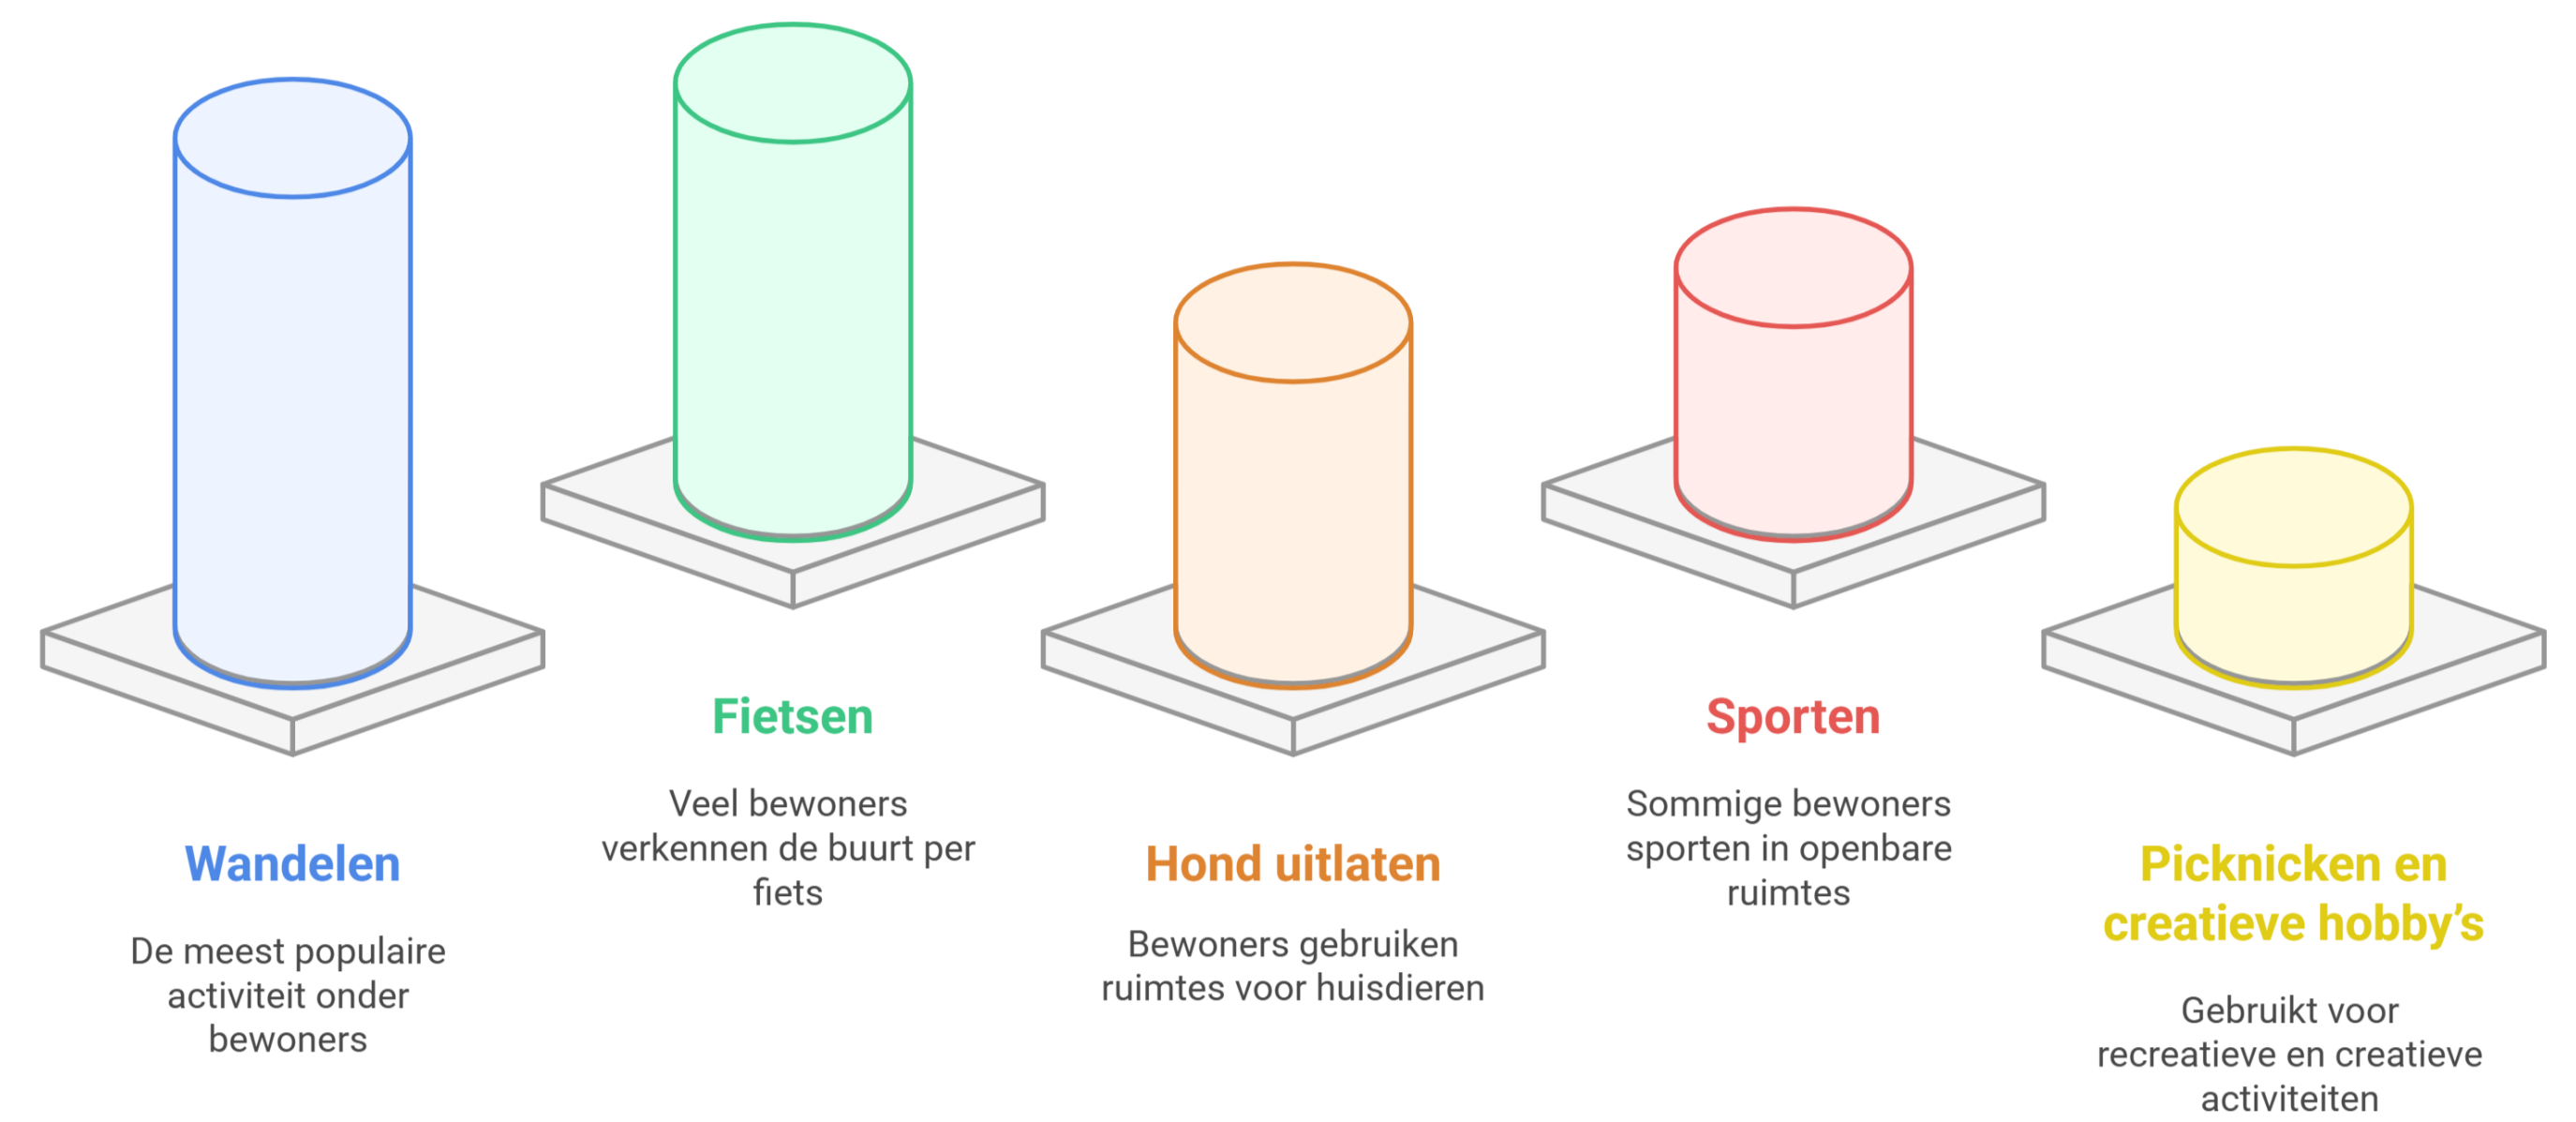 Wandelen
De meest populaire
activiteit onder
bewoners
Fietsen
Veel bewoners
verkennen de buurt per
fiets
Hond uitlaten
Bewoners gebruiken
ruimtes voor huisdieren
Sporten
Sommige bewoners
sporten in openbare
ruimtes
Picknicken en
creatieve hobby’s
Gebruikt voor
recreatieve en creatieve
activiteiten